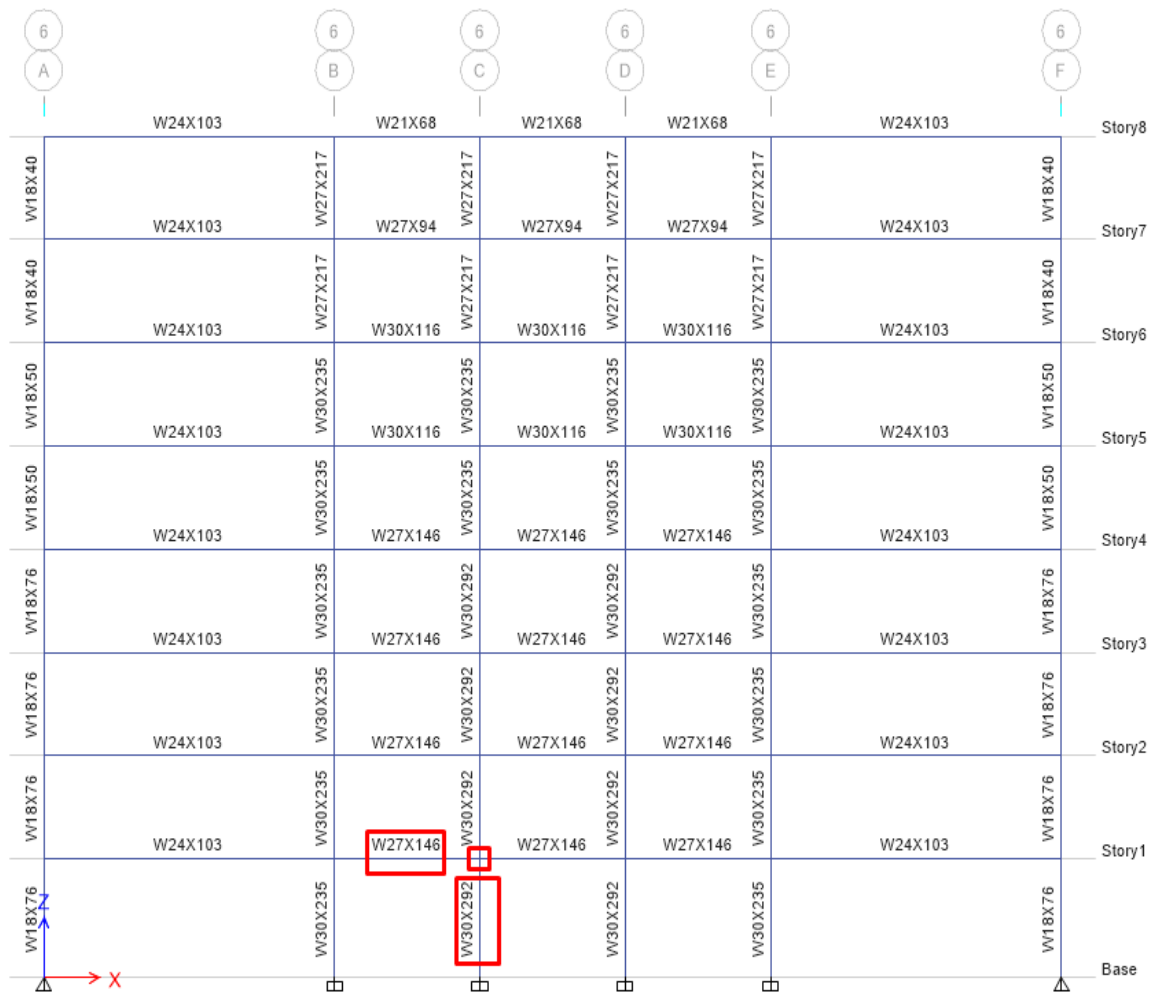 6 6 6 6 6 6
A B C D E F
W24X103 W21X68 W21X68 W21X68 W24X103 Story8
W18X40 W27X217 W27X217 W27X217 W27X217 W18X40
W24X103 W27X94 W27X94 W27X94 W24X103 Story7
W18X40 W27X217 W27X217 W27X217 W27X217 W18X40
W24X103 W30X116 W30X116 W30X116 W24X103 Story6
W18X50 W30X235 W30X235 W30X235 W30X235 W18X50
W24X103 W30X116 W30X116 W30X116 W24X103 Story5
W18X50 W30X235 W30X235 W30X235 W30X235 W18X50
W24X103 W27X146 W27X146 W27X146 W24X103 Story4
W18X76 W30X235 W30X292 W30X292 W30X235 W18X76
W24X103 W27X146 W27X146 W27X146 W24X103 Story3
W18X76 W30X235 W30X292 W30X292 W30X235 W18X76
W24X103 W27X146 W27X146 W27X146 W24X103 Story2
W18X76 W30X235 W30X292 W30X292 W30X235 W18X76
W24X103 W27X146 W27X146 W27X146 W24X103 Story1
W18X76 W30X235 W30X292 W30X292 W30X235 W18X76
Z
X
Base